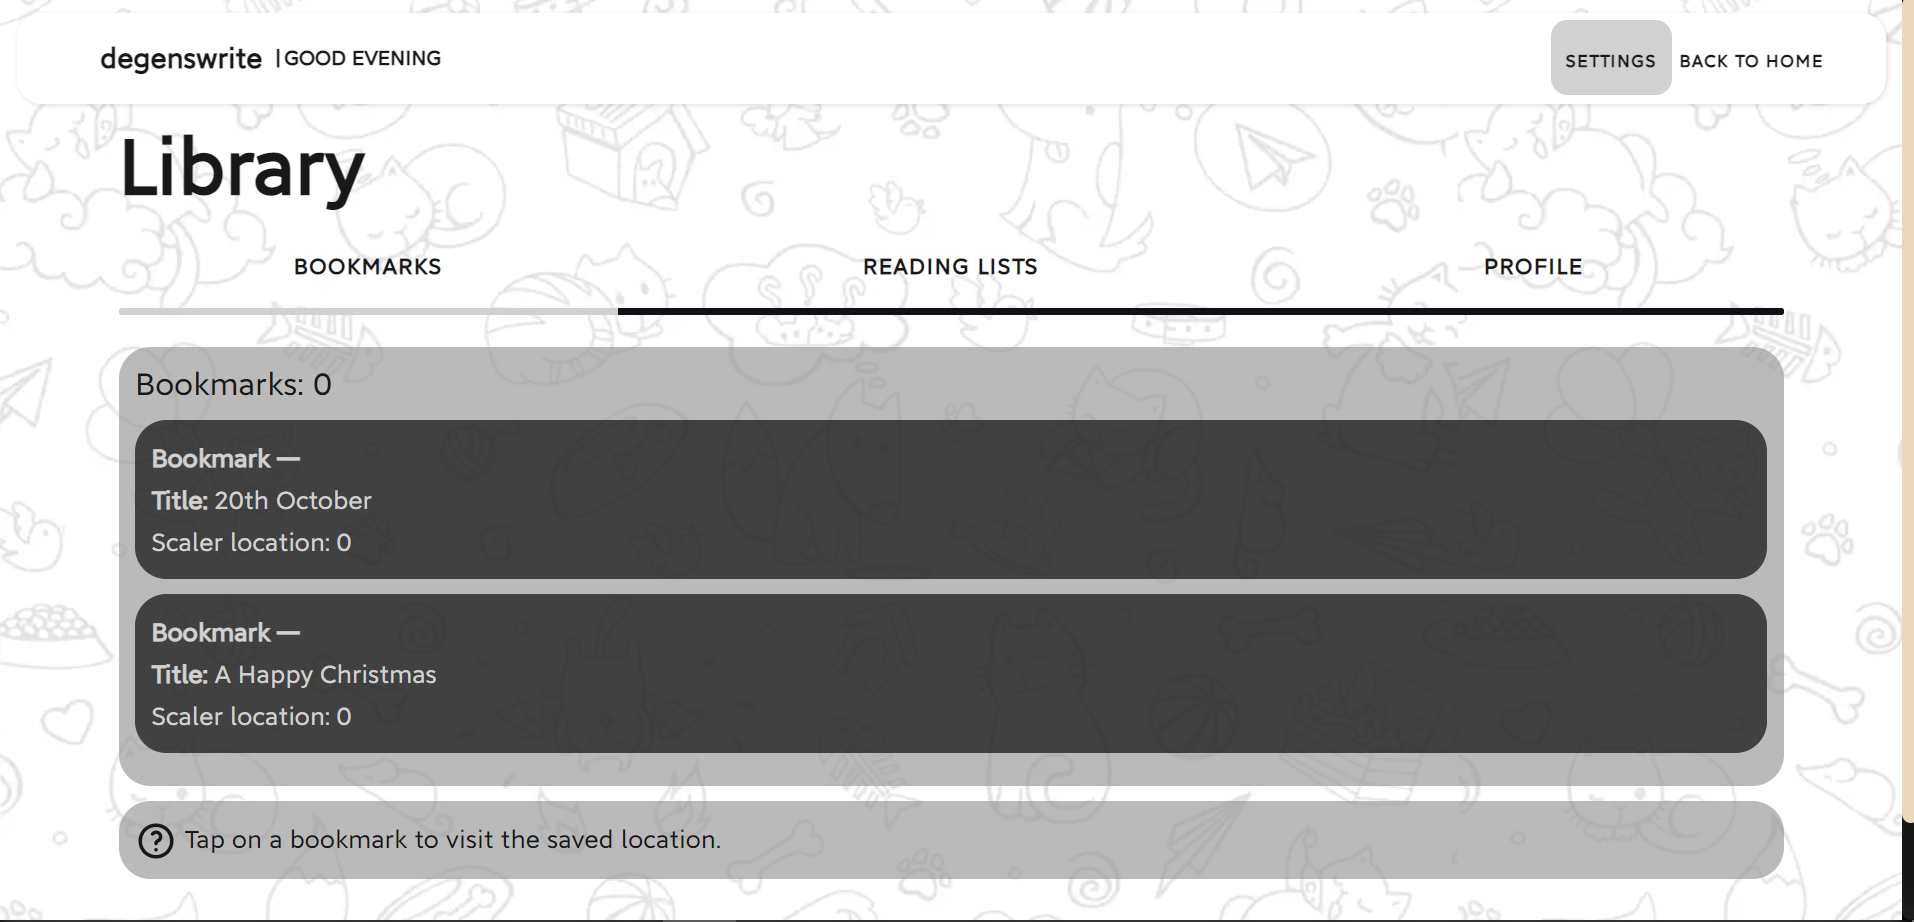 degenswrite | GOOD EVENING
SETTINGS BACK TO HOME
Library
BOOKMARKS READING LISTS PROFILE
Bookmarks: 0
Bookmark —
Title: 20th October
Scaler location: 0
Bookmark —
Title: A Happy Christmas
Scaler location: 0
Tap on a bookmark to visit the saved location.